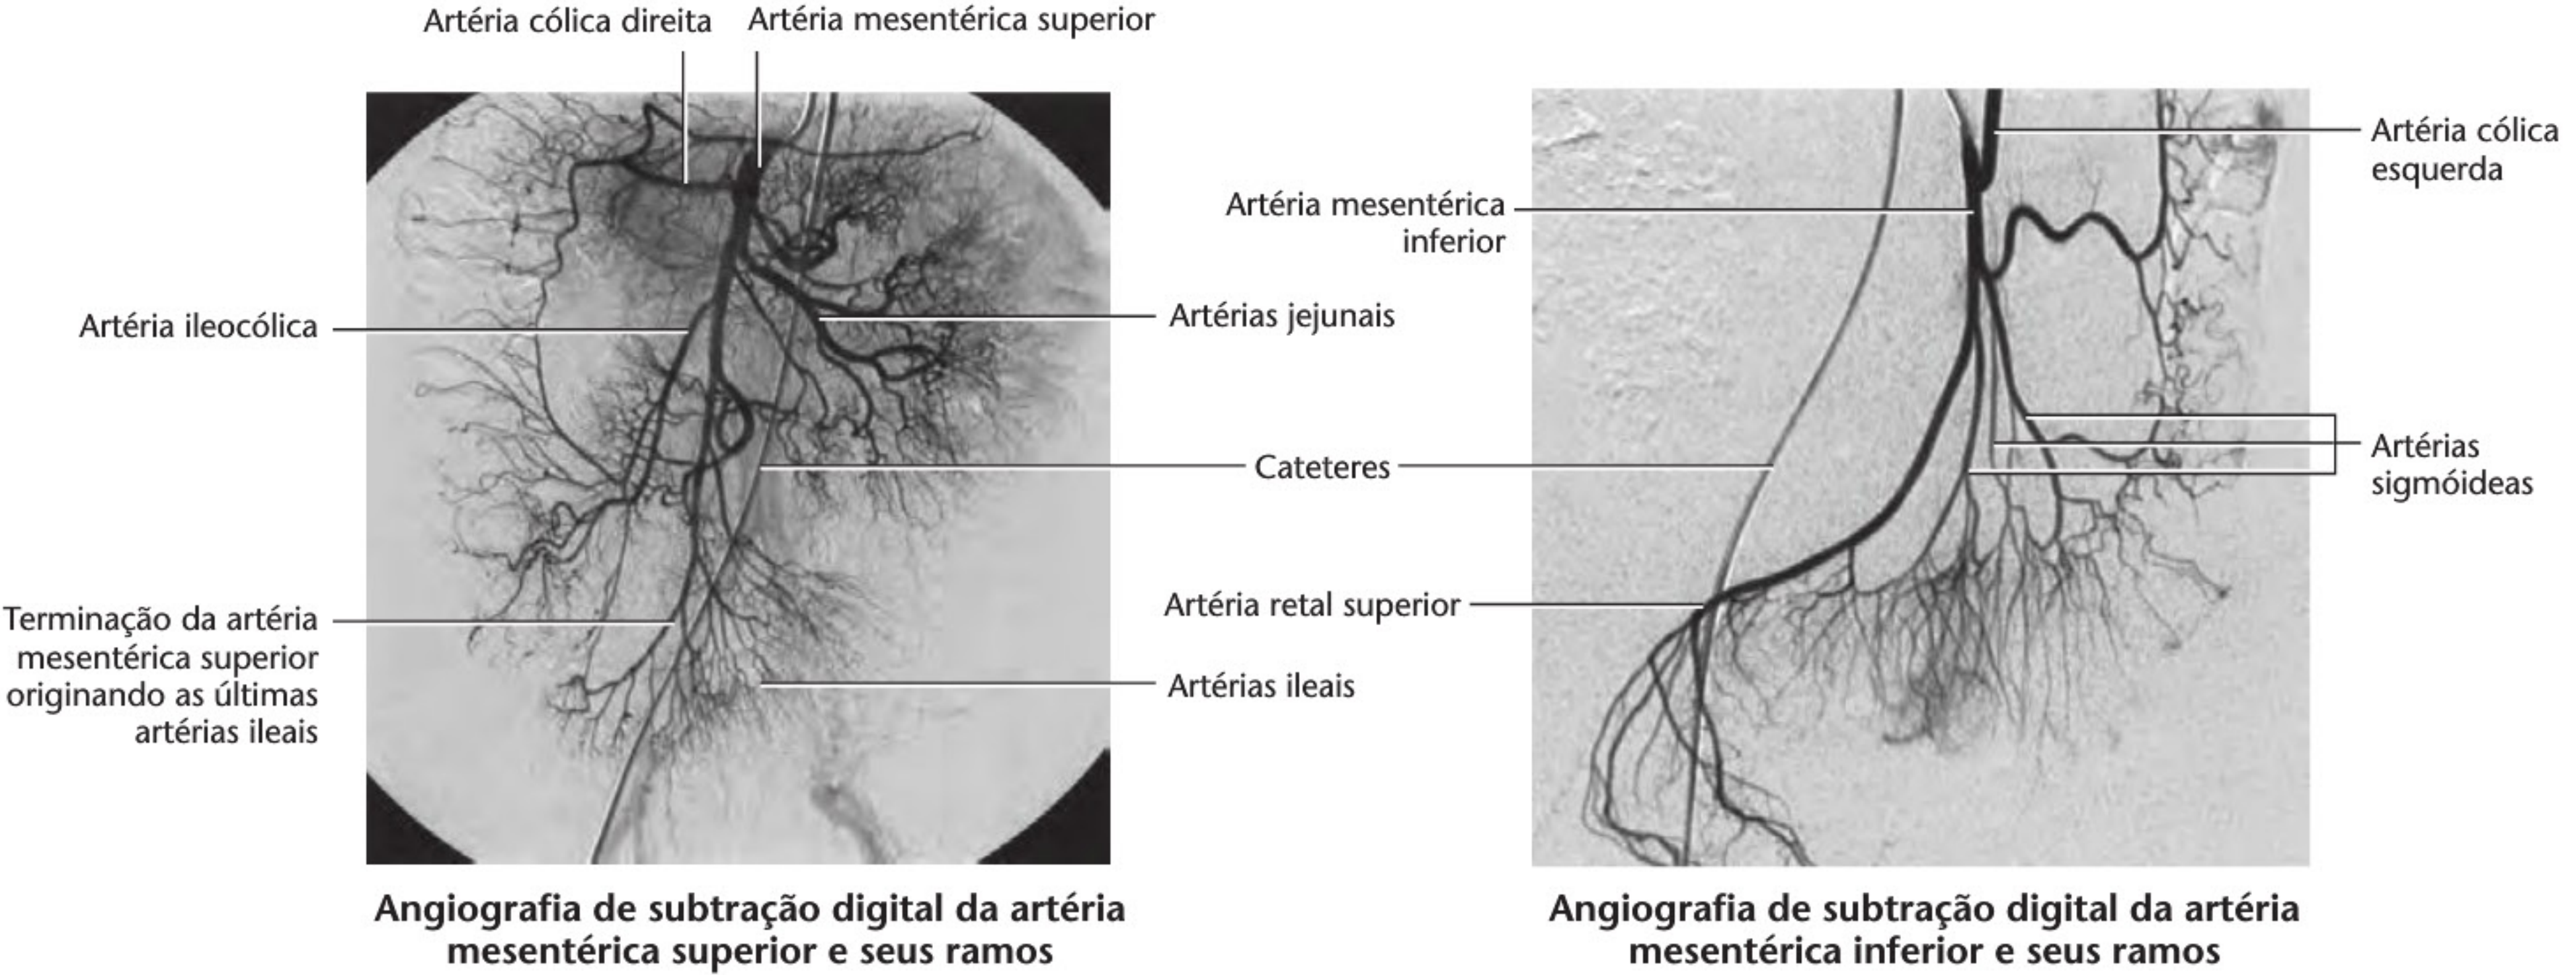 Artéria cólica direita
Artéria mesentérica superior
Artéria ileocólica
Terminação da artéria
mesentérica superior
originando as últimas
artérias ileais
Artérias jejunais
Cateteres
Artérias ileais
Artéria mesentérica
inferior
Artéria retal superior
Artéria cólica
esquerda
Artérias
sigmóideas
Angiografia de subtração digital da artéria
mesentérica superior e seus ramos
Angiografia de subtração digital da artéria
mesentérica inferior e seus ramos